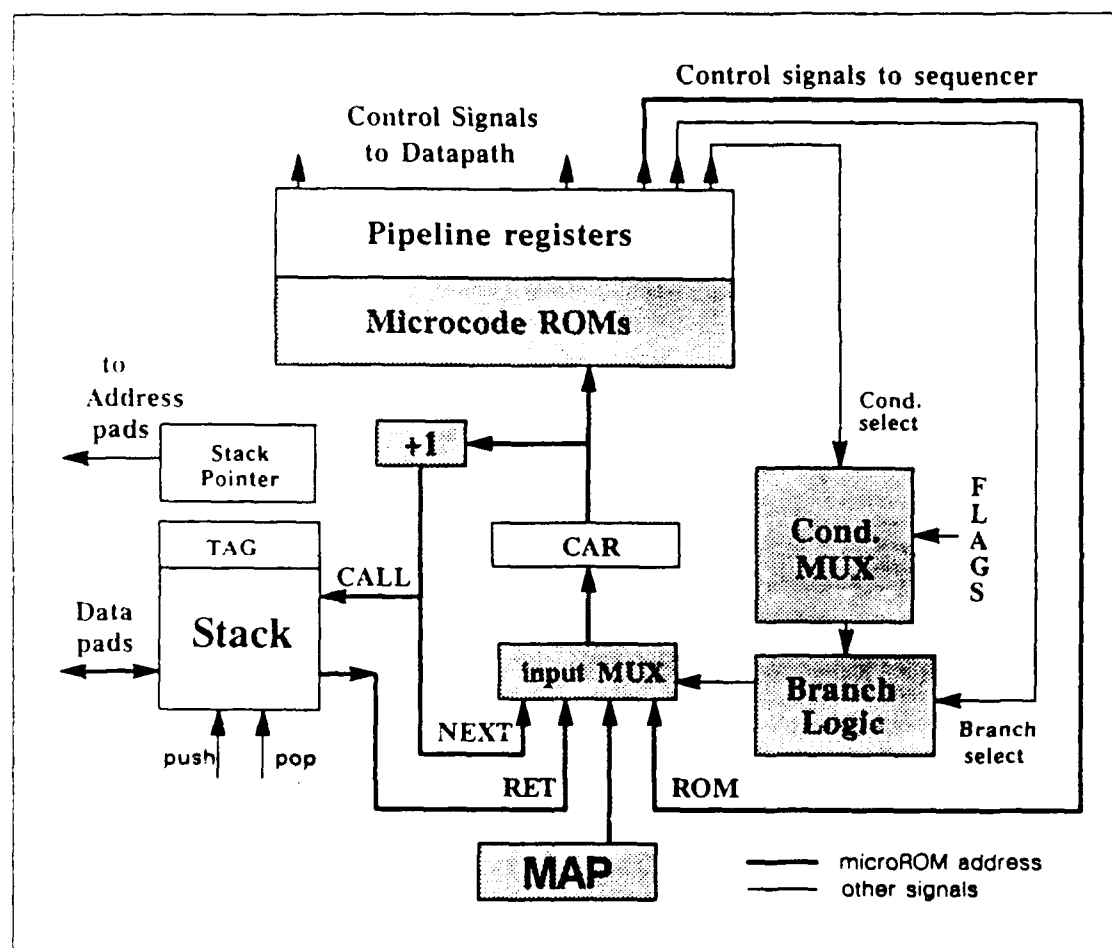 Control signals to sequencer
Control Signals
to Datapath
Pipeline registers
Microcode ROMs
to
Address
pads
Stack
Pointer
+1
Cond.
select
F
L
A
G
S
Cond.
MUX
TAG
CAR
CALL
Data
pads
Stack
input MUX
Branch
Logic
NEXT
Branch
select
push
pop
RET
ROM
MAP
microROM address
other signals